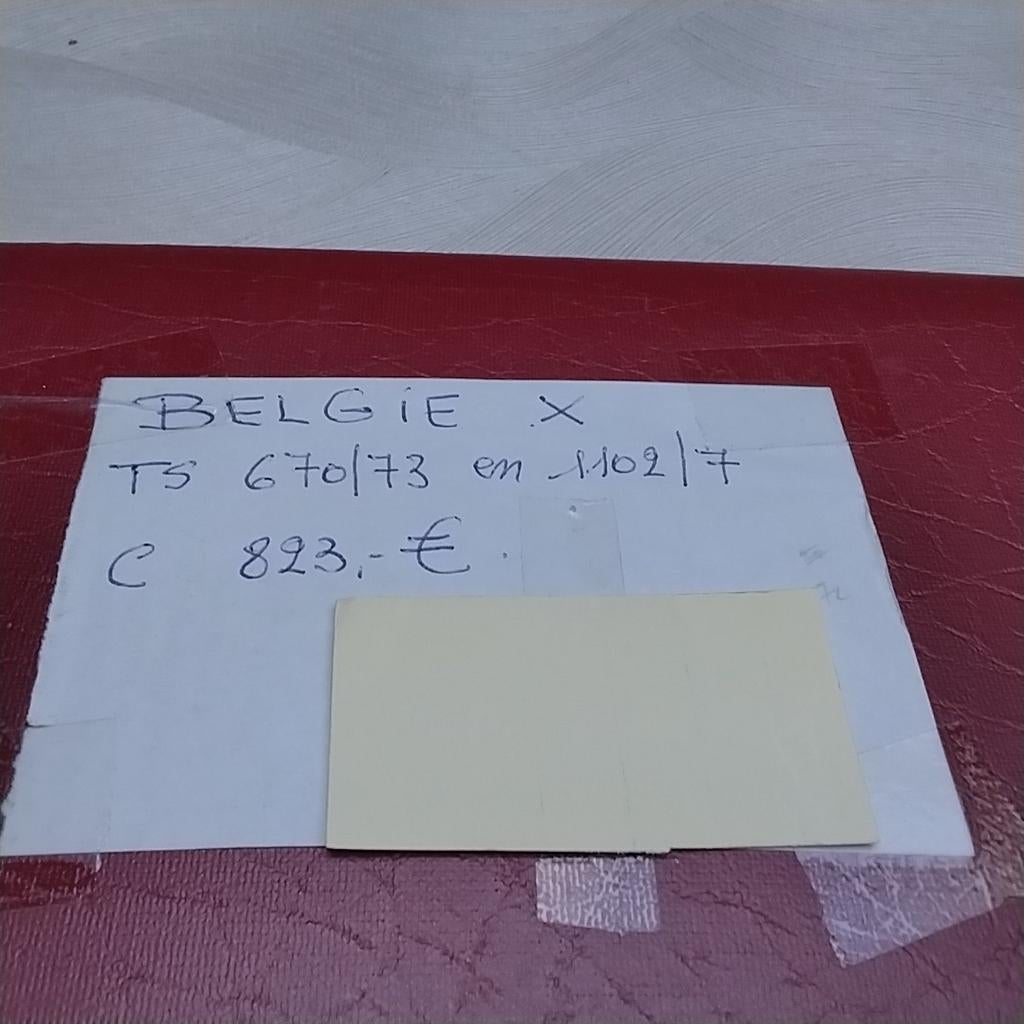 BELGIE X
TS 670/73 en 1102/7
C 823,-€